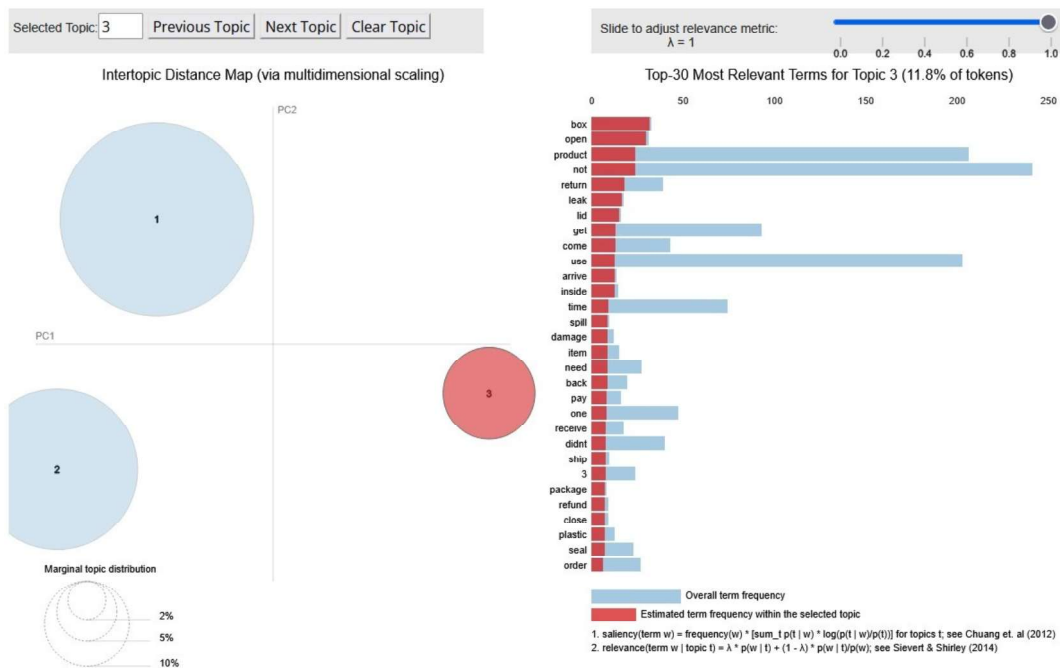 Selected Topic: 3 Previous Topic Next Topic Clear Topic
Slide to adjust relevance metric:
λ = 1
0.8 0.8 0.9 1.0 1.0
Intertopic Distance Map (via multidimensional scaling)
PC2
PC1
1
2
3
Marginal topic distribution
2%
5%
10%
Top-30 Most Relevant Terms for Topic 3 (11.8% of tokens)
0 50 100 150 200 250
box
open
product
not
return
leak
lid
get
come
use
arrive
inside
time
spill
damage
item
need
back
pay
one
receive
didnt
ship
3
package
refund
close
plastic
seal
order
Overall term frequency
Estimated term frequency within the selected topic
1. saliency(term w) = frequency(w) * [sum_t p(t | w) * log(p(t | w)/p(t))] for topics t; see Chuang et. al (2012)
2. relevance(term w | topic t) = λ * p(w | t) + (1 - λ) * p(w | t)/p(w); see Sievert & Shirley (2014)